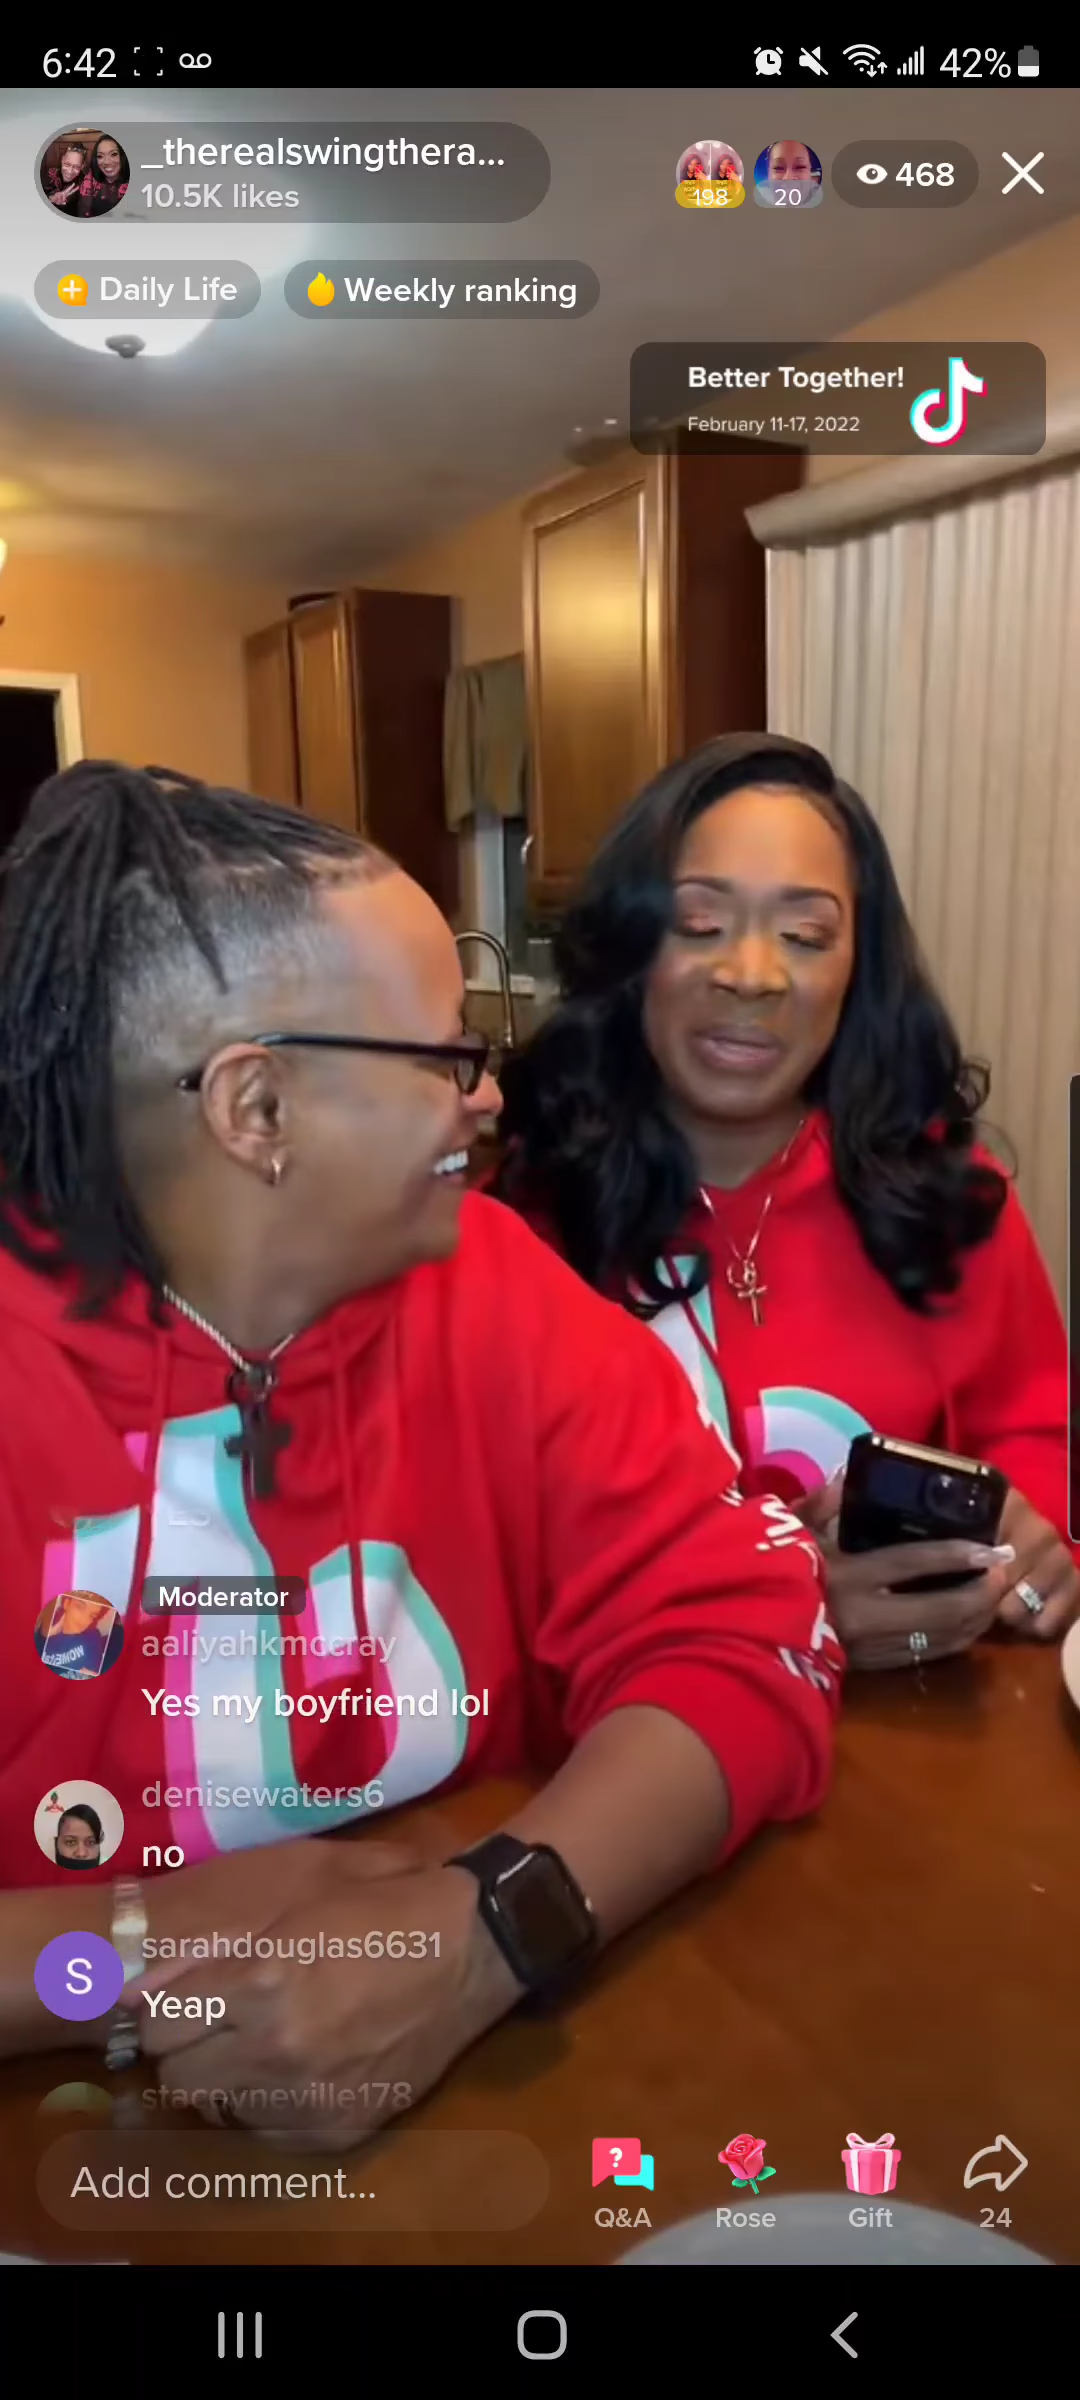 6:42
42%
_therealswingthera...
10.5K likes
198
20
468
Daily Life
Weekly ranking
Better Together!
February 11-17, 2022
ES
Moderator
aaliyahkmccray
Yes my boyfriend lol
denisewaters6
no
S
sarahdouglas6631
Yeap
staceyneville178
Add comment...
?
Q&A
Rose
Gift
24